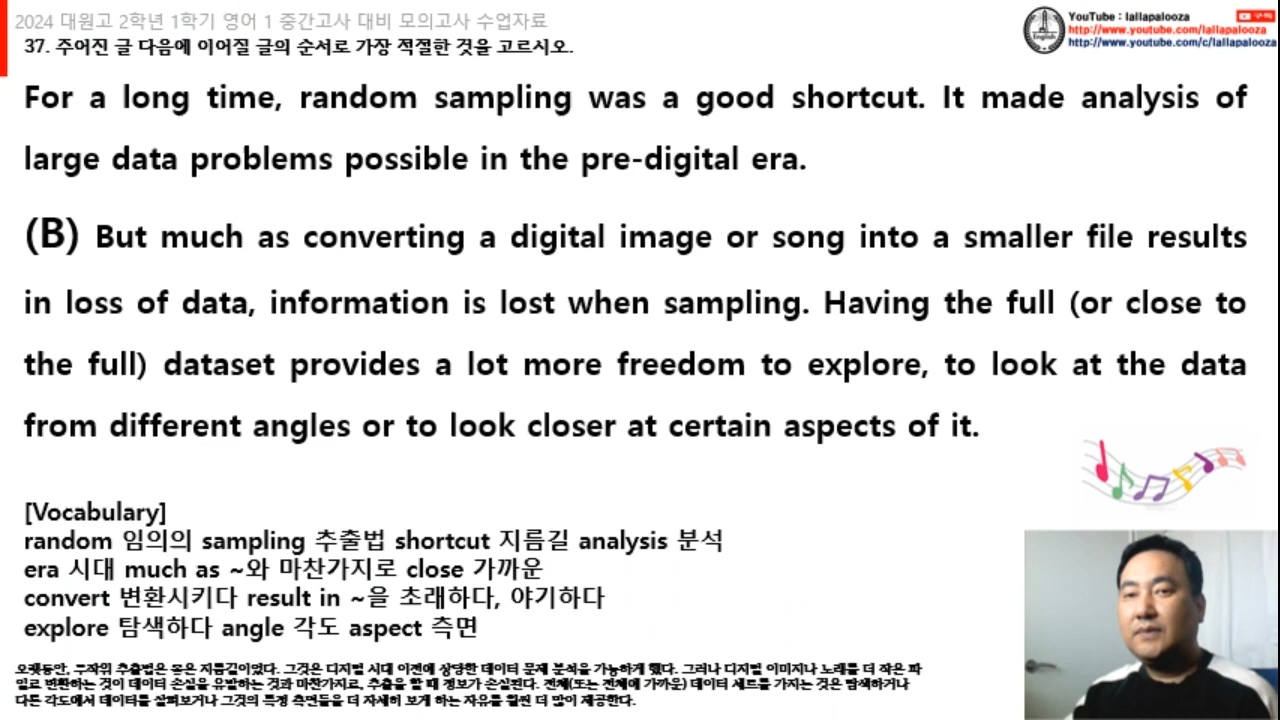 2024 대원고 2학년 1학기 영어 1 중간고사 대비 모의고사 수업자료
37. 주어진 글 다음에 이어질 글의 순서로 가장 적절한 것을 고르시오.
YouTube : lallapalooza
http://www.youtube.com/lallapalooza
http://www.youtube.com/c/lallapalooza
English
For a long time, random sampling was a good shortcut. It made analysis of
large data problems possible in the pre-digital era.
(B) But much as converting a digital image or song into a smaller file results
in loss of data, information is lost when sampling. Having the full (or close to
the full) dataset provides a lot more freedom to explore, to look at the data
from different angles or to look closer at certain aspects of it.
[Vocabulary]
random 임의의 sampling 추출법 shortcut 지름길 analysis 분석
era 시대 much as ~와 마찬가지로 close 가까운
convert 변환시키다 result in ~을 초래하다, 야기하다
explore 탐색하다 angle 각도 aspect 측면
오랫동안, 무작위 추출법은 좋은 지름길이었다. 그것은 디지털 시대 이전에 상당한 데이터 문제 분석을 가능하게 했다. 그러나 디지털 이미지나 노래를 더 작은 파
일로 변환하는 것이 데이터 손실을 유발하는 것과 마찬가지로, 추출을 할 때 정보가 손실된다. 전체(또는 전체에 가까운) 데이터 세트를 가지는 것은 탐색하거나
다른 각도에서 데이터를 살펴보거나 그것의 특정 측면들을 더 자세히 보게 하는 자유를 훨씬 더 많이 제공한다.